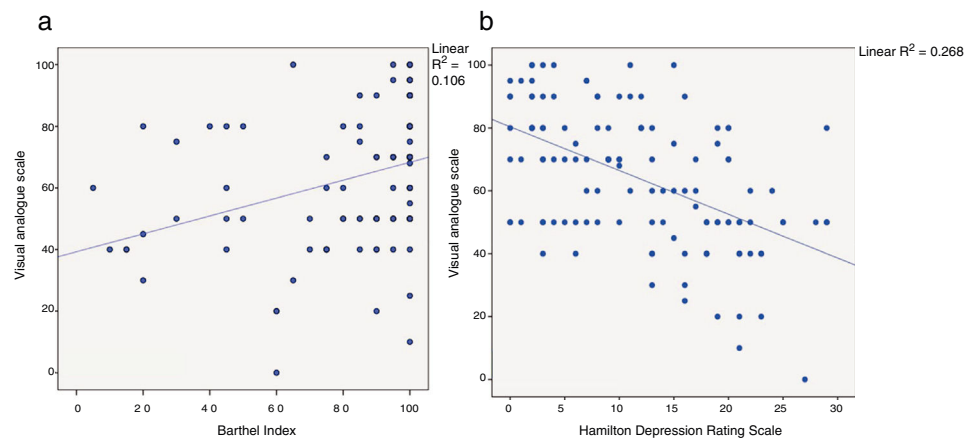 a
Linear
R² =
0.106
100
80
60
40
20
0
Visual analogue scale
0 2 0 4 0 6 0 8 0 100
Barthel Index
b
Linear R² = 0.268
100
80
60
40
20
0
Visual analogue scale
0 5 10 15 20 25 30
Hamilton Depression Rating Scale